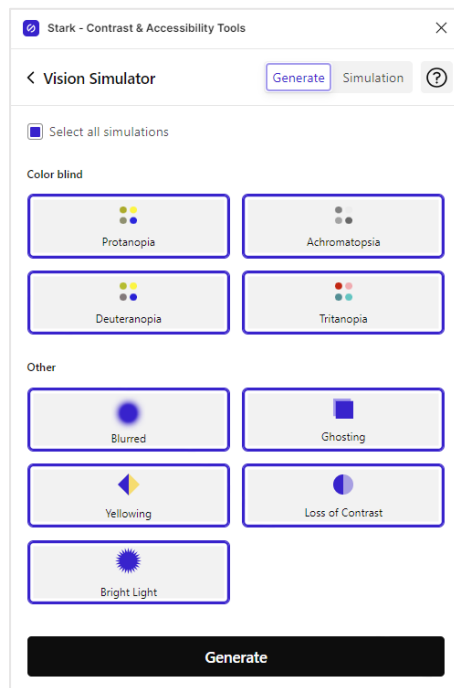 Stark - Contrast & Accessibility Tools
Vision Simulator
Generate
Simulation
?
Select all simulations
Color blind
Protanopia
Achromatopsia
Deuteranopia
Tritanopia
Other
Blurred
Ghosting
Yellowing
Loss of Contrast
Bright Light
Generate